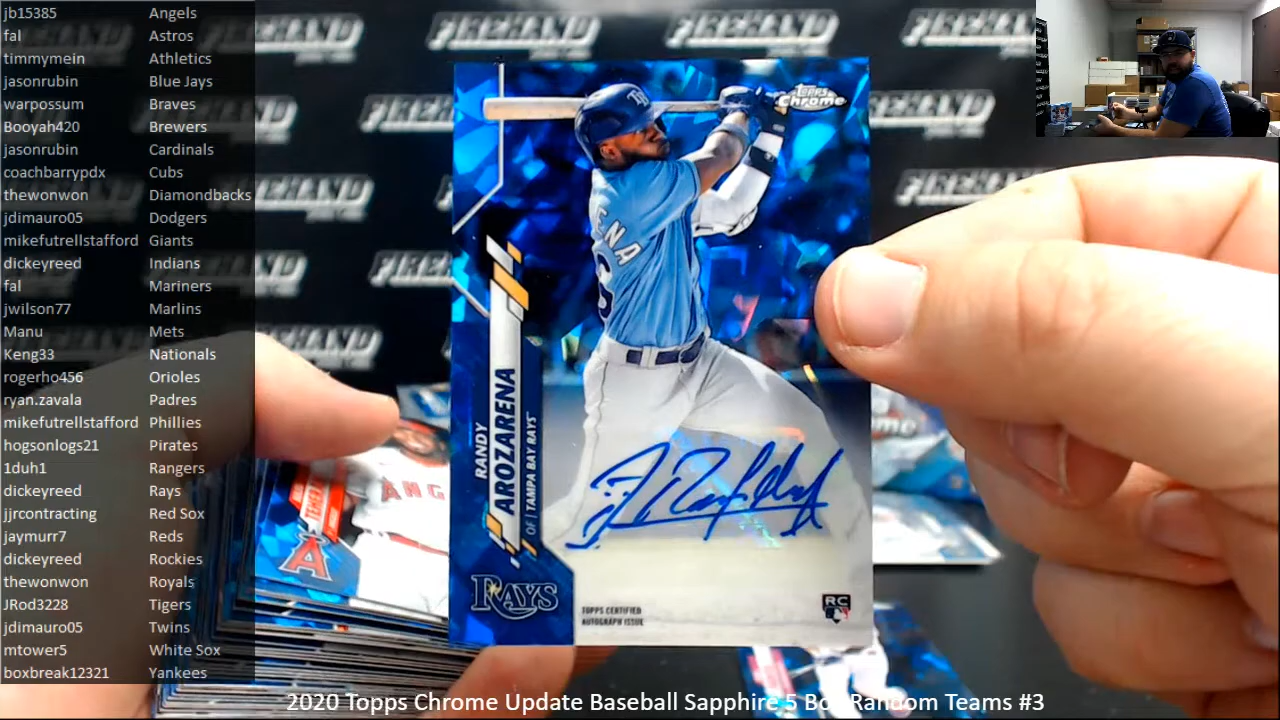 jb15385 Angels
fal Astros
timmymein Athletics
jasonrubin Blue Jays
warpossum Braves
Booyah420 Brewers
jasonrubin Cardinals
coachbarrypdx Cubs
thewonwon Diamondbacks
jdimauro05 Dodgers
mikefutrellstafford Giants
dickeyreed Indians
fal Mariners
jwilson77 Marlins
Manu Mets
Keng33 Nationals
rogerho456 Orioles
ryan.zavala Padres
mikefutrellstafford Phillies
hogsonlogs21 Pirates
1duh1 Rangers
dickeyreed Rays
jjrcontracting Red Sox
jaymurr7 Reds
dickeyreed Rockies
thewonwon Royals
JRod3228 Tigers
jdimauro05 Twins
mtower5 White Sox
boxbreak12321 Yankees
FIREHAND
Topps Chrome
TB
ENA
RANDY
AROZARENA
OF | TAMPA BAY RAYS™
RAYS
TOPPS CERTIFIED
AUTOGRAPH ISSUE
RC
ANG
A
2020 Topps Chrome Update Baseball Sapphire 5 Box Random Teams #3